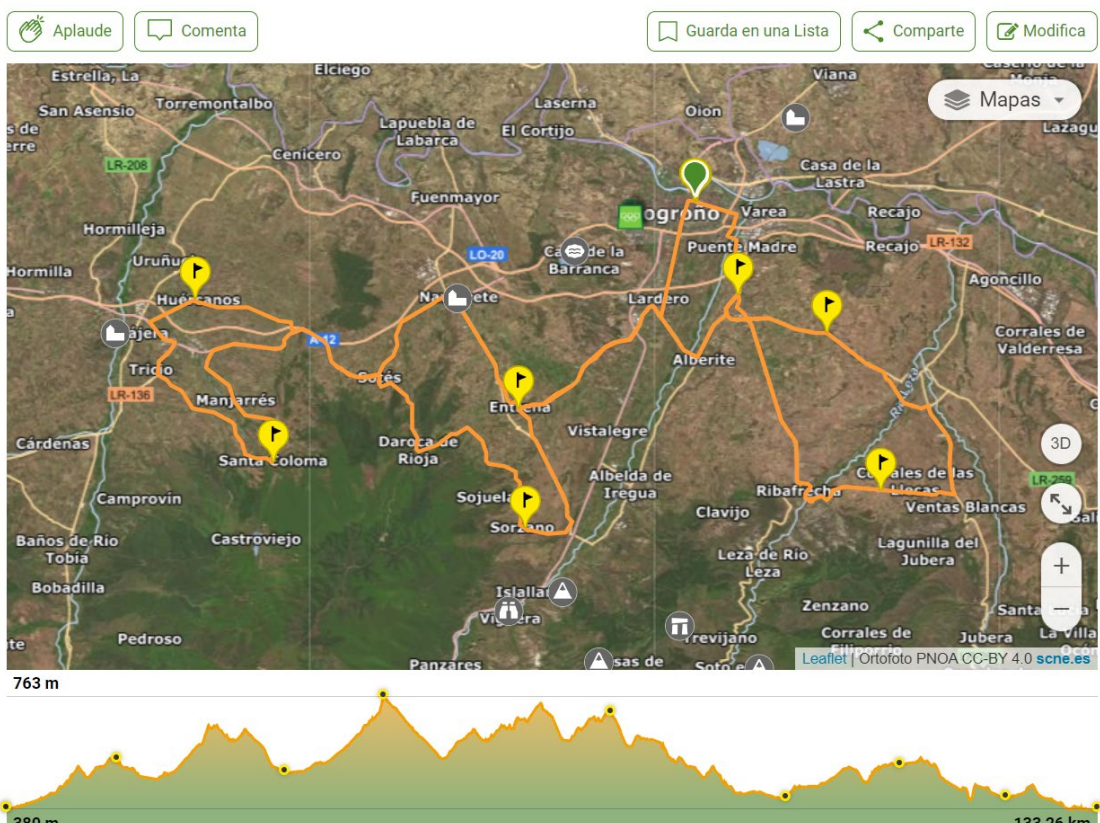 Aplaude
Comenta
Guarda en una Lista
Comparte
Modifica
Estrella, La
Elciego
Viana
San Asensio
Torremontalbo
Laserna
Oion
Mapas
Lapuebla de
Labarca
El Cortijo
Cenicero
LR-208
Casa de la
Lastra
Fuenmayor
Varea
Recajo
Hormilleja
Puente Madre
Recajo
LR-132
LO-20
Barranca
Hormilla
Agoncillo
Huércanos
Lardero
A-12
Corrales de
Valderresa
Tricio
Alberite
Sotés
LR-136
Manjarrés
Entrena
Vistalegre
Cárdenas
Daroca de
Rioja
3D
Santa Coloma
Albelda de
Iregua
LR-259
Camprovín
Sojuela
Ribafrecha
Ventas Blancas
Clavijo
Sorzano
Baños de Río
Tobía
Castroviejo
Leza de Río
Leza
Lagunilla del
Jubera
Bobadilla
Zenzano
Pedroso
Trevijano
Corrales de
Jubera
Panzares
Leaflet | Ortofoto PNOA CC-BY 4.0 scne.es
763 m
389 m
133,26 km